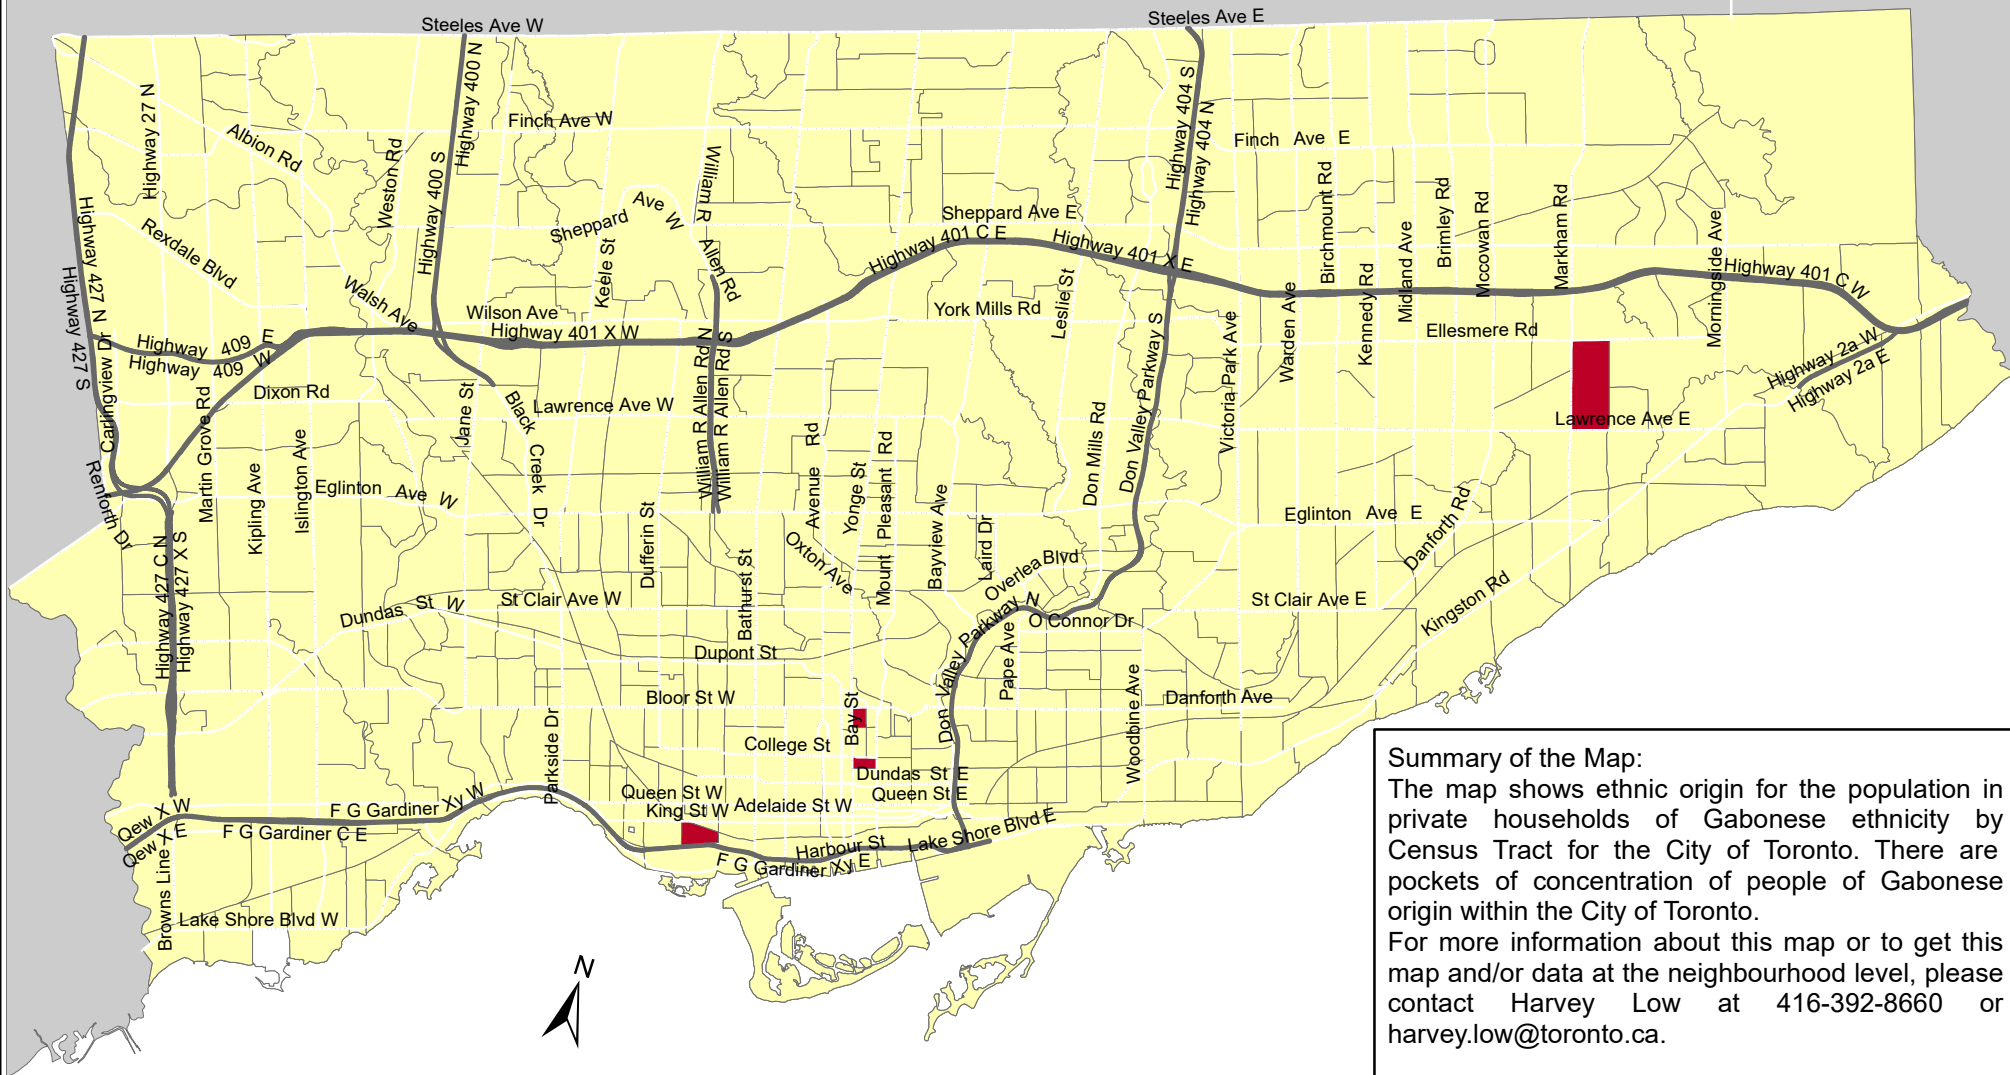 Steeles Ave W
Steeles Ave E
Highway 27 N
Albion Rd
Weston Rd
Highway 400 N
Highway 400 S
Finch Ave W
William R Allen Rd
Sheppard Ave W
Keele St
Sheppard Ave E
Highway 401 C E
Highway 401 X E
Highway 404 S
Highway 404 N
Finch Ave E
Birchmount Rd
Brimley Rd
Mccowan Rd
Markham Rd
Midland Ave
Kennedy Rd
Warden Ave
Morningside Ave
Highway 401 C W
Highway 427 N
Highway 427 S
Rexdale Blvd
Walsh Ave
Wilson Ave
Highway 401 X W
York Mills Rd
Leslie St
Ellesmere Rd
Highway 2a W
Highway 2a E
Highway 409 E
Highway 409 W
Carlingview Dr
Dixon Rd
Martin Grove Rd
Jane St
Black Creek Dr
Lawrence Ave W
William R Allen Rd N
William R Allen Rd S
Don Mills Rd
Don Valley Parkway S
Victoria Park Ave
Lawrence Ave E
Renforth Dr
Kipling Ave
Islington Ave
Eglinton Ave W
Dufferin St
Avenue Rd
Yonge St
Mount Pleasant Rd
Bayview Ave
Laird Dr
Eglinton Ave E
Danforth Rd
Highway 427 C N
Highway 427 X S
Oxton Ave
Overlea Blvd
Bathurst St
Dundas St W
St Clair Ave W
St Clair Ave E
Kingston Rd
Don Valley Parkway N
O Connor Dr
Pape Ave
Dupont St
Bloor St W
Danforth Ave
Woodbine Ave
Parkside Dr
Bay St
College St
Dundas St E
Queen St E
Queen St W
King St W
Adelaide St W
Qew X W
Qew X E
F G Gardiner Xy W
F G Gardiner C E
Harbour St
Lake Shore Blvd E
F G Gardiner Xy E
Browns Line
Lake Shore Blvd W
N
Summary of the Map:
The map shows ethnic origin for the population in
private households of Gabonese ethnicity by
Census Tract for the City of Toronto. There are
pockets of concentration of people of Gabonese
origin within the City of Toronto.
For more information about this map or to get this
map and/or data at the neighbourhood level, please
contact Harvey Low at 416-392-8660 or
harvey.low@toronto.ca.